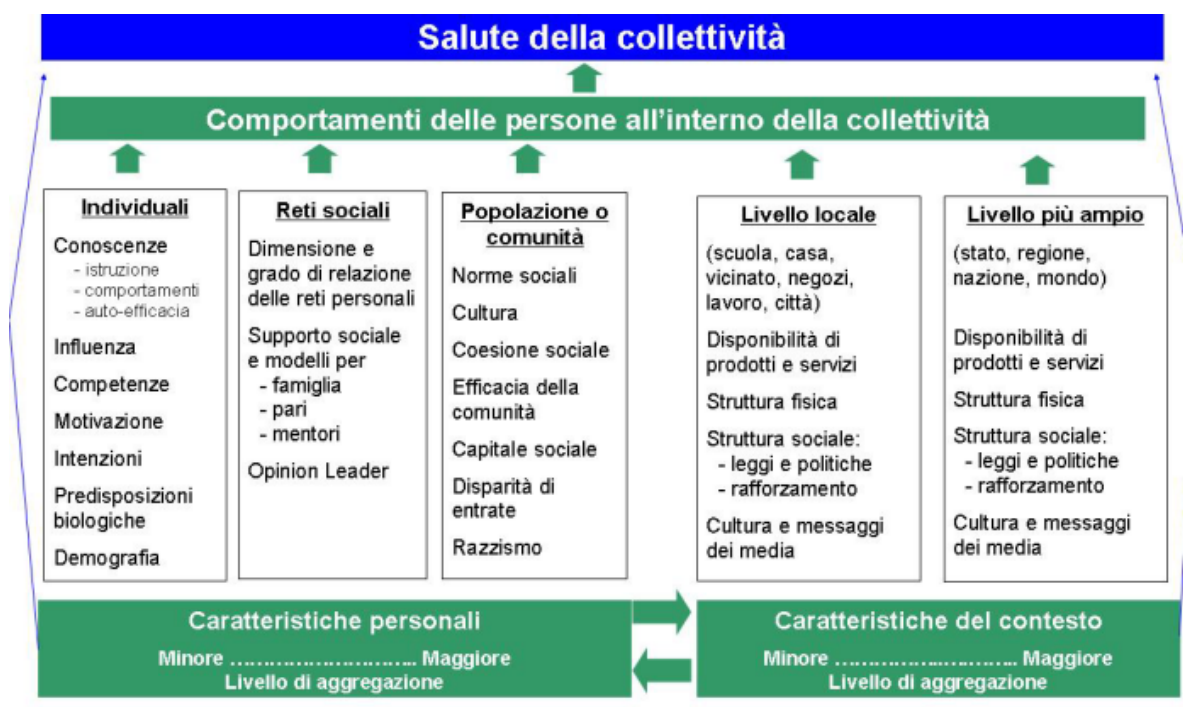 Salute della collettività
Comportamenti delle persone all'interno della collettività
Individuali
Conoscenze
- istruzione
- comportamenti
- auto-efficacia
Influenza
Competenze
Motivazione
Intenzioni
Predisposizioni
biologiche
Demografia
Reti sociali
Dimensione e
grado di relazione
delle reti personali
Supporto sociale
e modelli per
- famiglia
- pari
- mentori
Opinion Leader
Popolazione o
comunità
Norme sociali
Cultura
Coesione sociale
Efficacia della
comunità
Capitale sociale
Disparità di
entrate
Razzismo
Livello locale
(scuola, casa,
vicinato, negozi,
lavoro, città)
Disponibilità di
prodotti e servizi
Struttura fisica
Struttura sociale:
- leggi e politiche
- rafforzamento
Cultura e messaggi
dei media
Livello più ampio
(stato, regione,
nazione, mondo)
Disponibilità di
prodotti e servizi
Struttura fisica
Struttura sociale:
- leggi e politiche
- rafforzamento
Cultura e messaggi
dei media
Caratteristiche personali
Minore ................................ Maggiore
Livello di aggregazione
Caratteristiche del contesto
Minore ................................ Maggiore
Livello di aggregazione